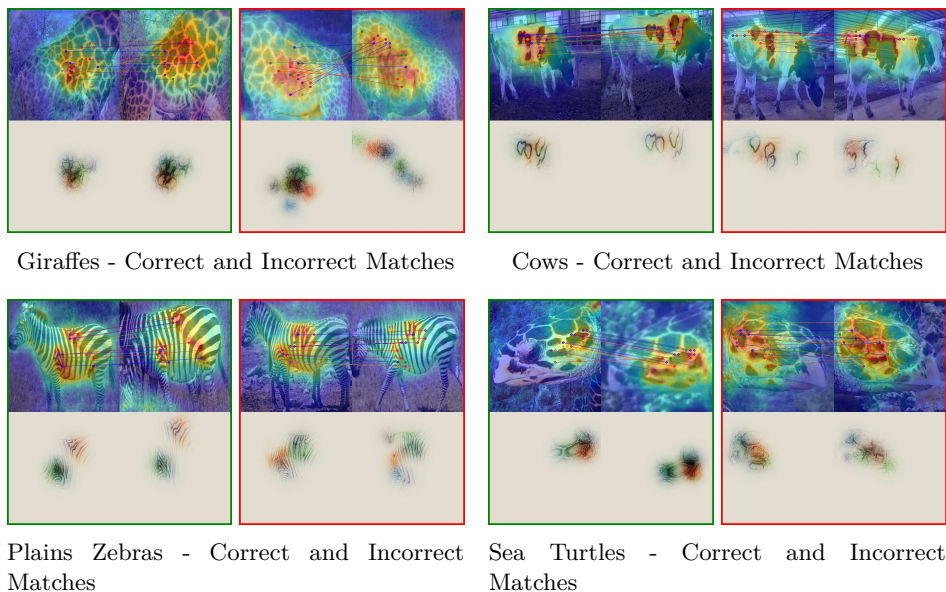 Giraffes - Correct and Incorrect Matches
Cows - Correct and Incorrect Matches
Plains Zebras - Correct and Incorrect
Matches
Sea Turtles - Correct and Incorrect
Matches